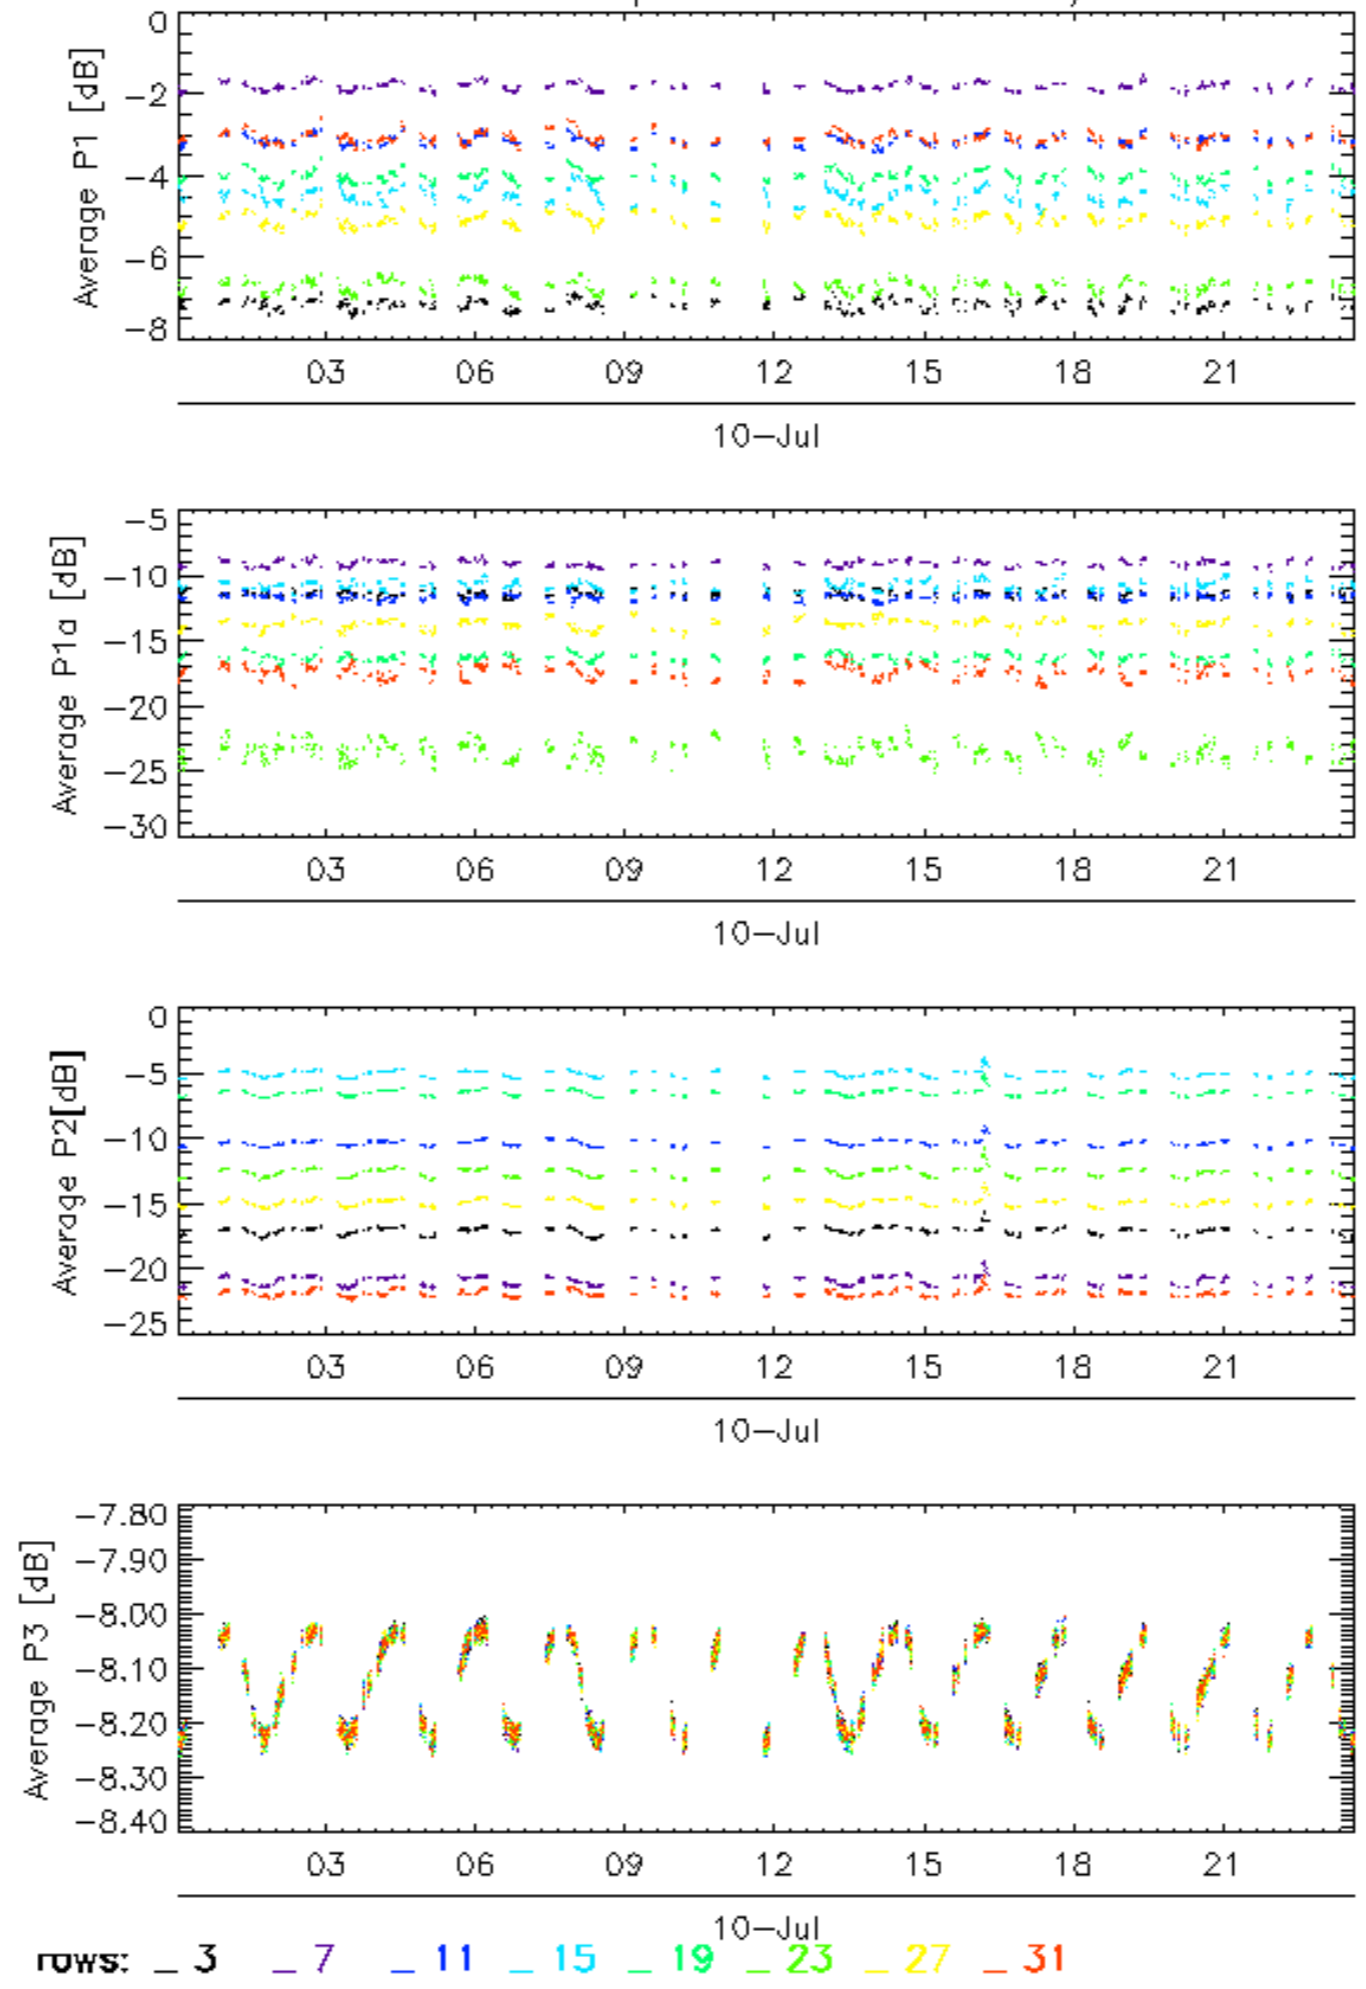 0
Average P1 [dB]
−2
−4
−6
−8
03 06 09 12 15 18 21
10−Jul
−5
Average P1a [dB]
−10
−15
−20
−25
−30
03 06 09 12 15 18 21
10−Jul
0
Average P2[dB]
−5
−10
−15
−20
−25
03 06 09 12 15 18 21
10−Jul
−7.80
Average P3 [dB]
−7.90
−8.00
−8.10
−8.20
−8.30
−8.40
03 06 09 12 15 18 21
10−Jul
rows: _ 3 _ 7 _ 11 _ 15 _ 19 _ 23 _ 27 _ 31